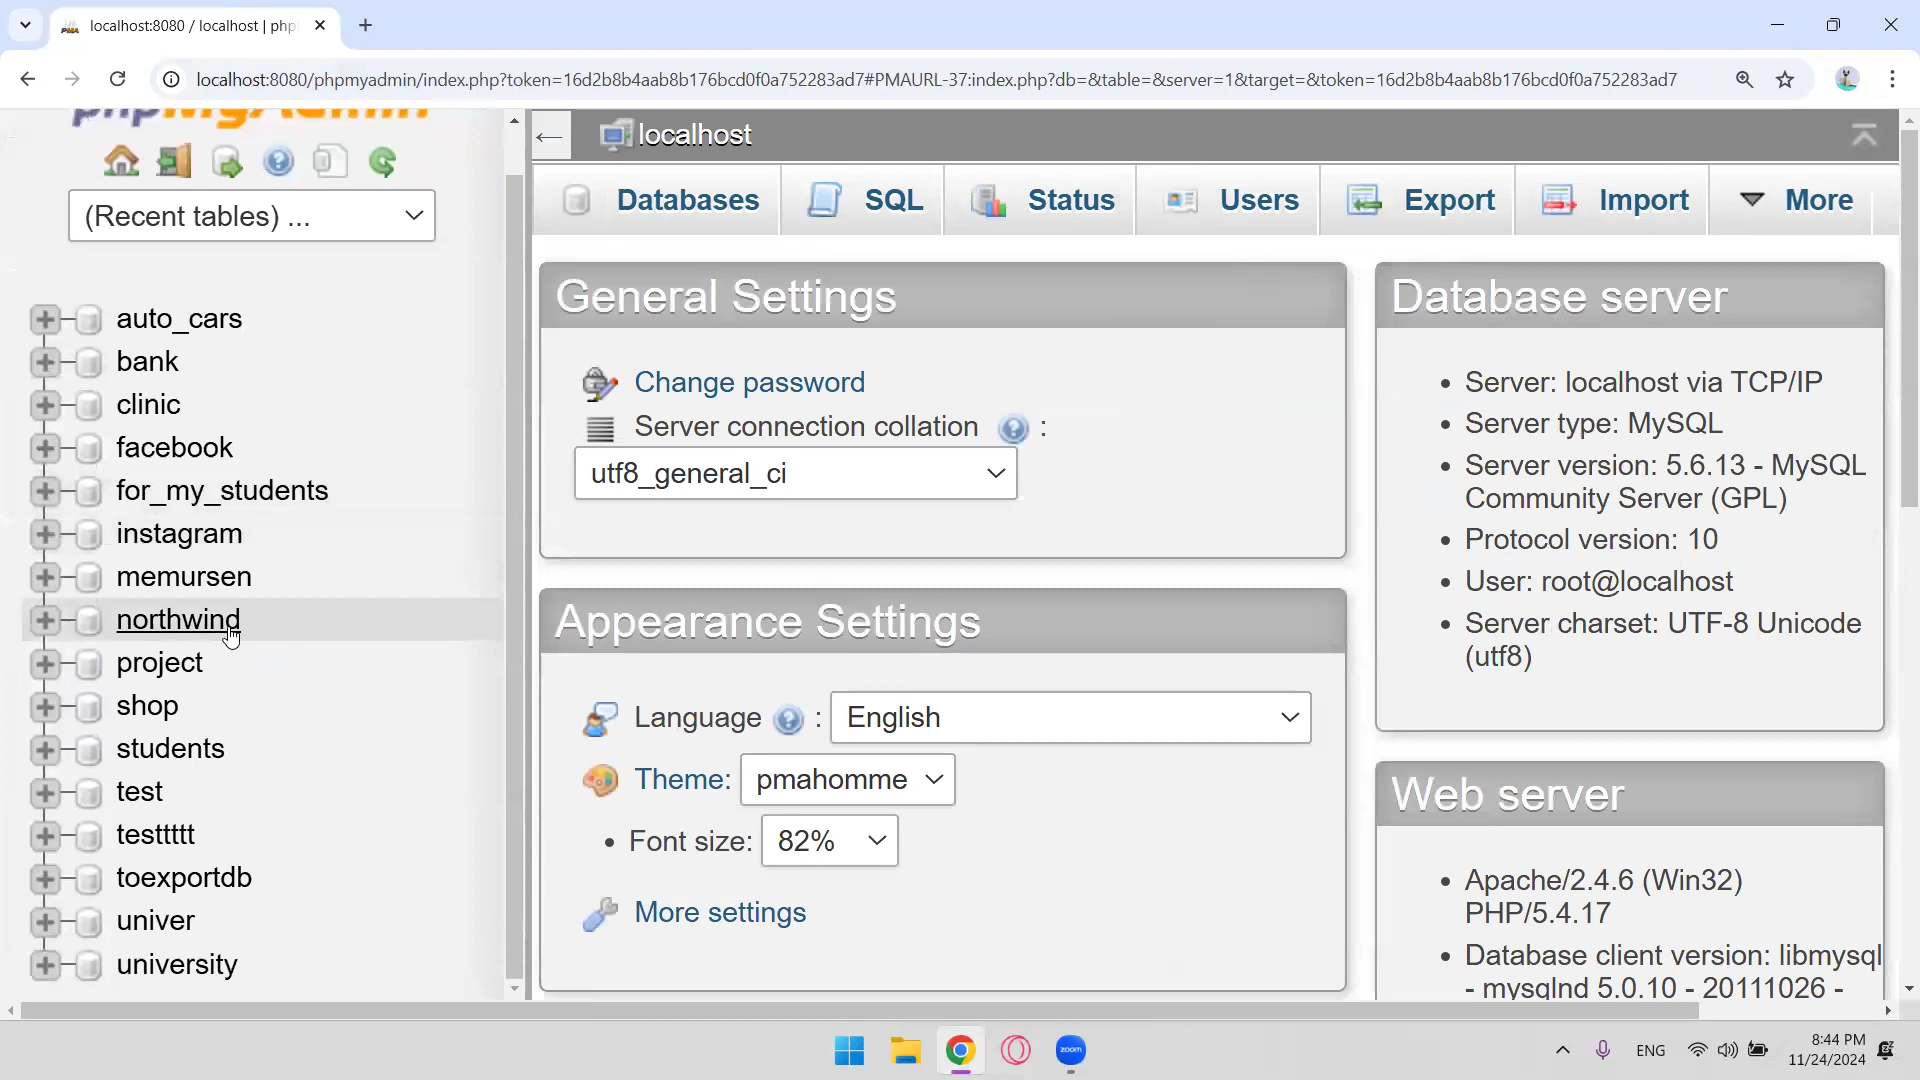 localhost:8080 / localhost | php
localhost:8080/phpmyadmin/index.php?token=16d2b8b4aab8b176bcd0f0a752283ad7#PMAURL-37:index.php?db=&table=&server=1&target=&token=16d2b8b4aab8b176bcd0f0a752283ad7
phpMyAdmin
(Recent tables) ...
auto_cars
bank
clinic
facebook
for_my_students
instagram
memursen
northwind
project
shop
students
test
testtttt
toexportdb
univer
university
localhost
Databases
SQL
Status
Users
Export
Import
More
General Settings
Change password
Server connection collation :
utf8_general_ci
Appearance Settings
Language : English
Theme: pmahomme
Font size: 82%
More settings
Database server
Server: localhost via TCP/IP
Server type: MySQL
Server version: 5.6.13 - MySQL
Community Server (GPL)
Protocol version: 10
User: root@localhost
Server charset: UTF-8 Unicode
(utf8)
Web server
Apache/2.4.6 (Win32)
PHP/5.4.17
Database client version: libmysql
- mysqlnd 5.0.10 - 20111026 -
zoom
ENG
8:44 PM
11/24/2024